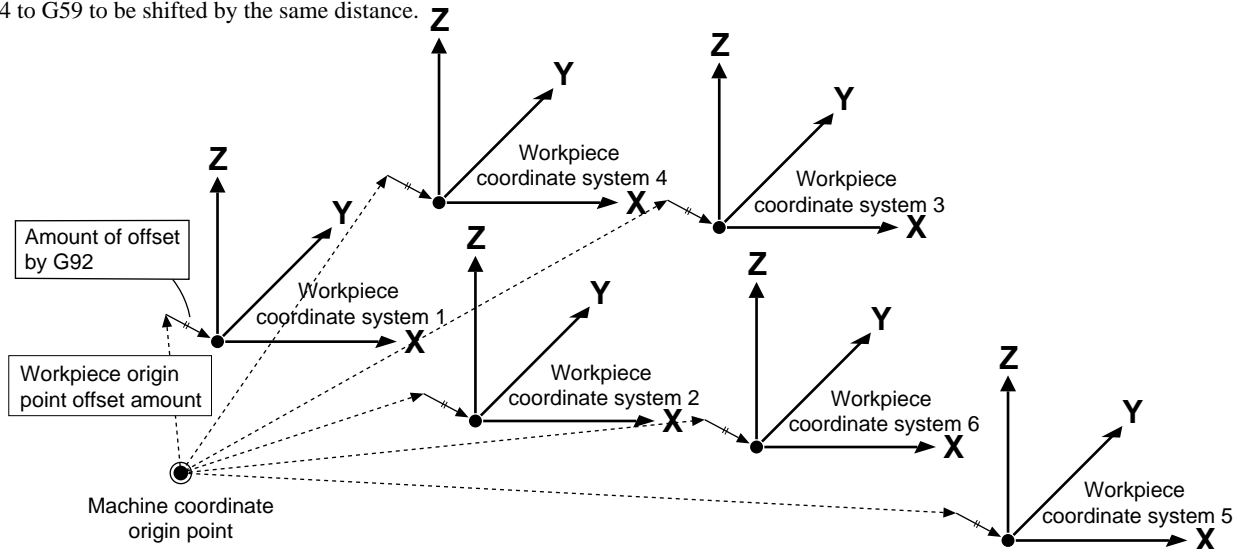 4 to G59 to be shifted by the same distance.
Z
Y
Workpiece
coordinate system 4
X
Z
Y
Workpiece
coordinate system 3
X
Z
Y
Amount of offset
by G92
Workpiece
coordinate system 1
X
Z
Y
Workpiece
coordinate system 2
X
Z
Y
Workpiece
coordinate system 6
X
Workpiece origin
point offset amount
Z
Y
Workpiece
coordinate system 5
X
Machine coordinate
origin point